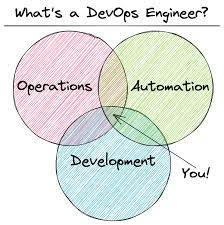 What's a DevOps Engineer?
Operations
Automation
Development
You!